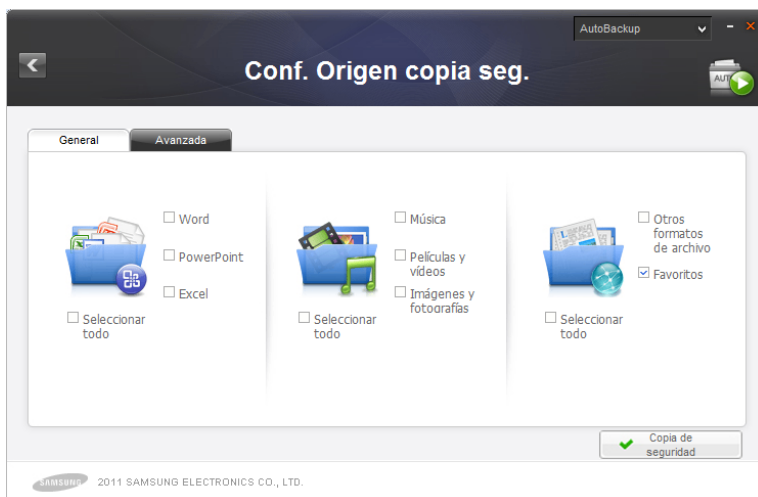 AutoBackup
Conf. Origen copia seg.
AUTO
General
Avanzada
Word
PowerPoint
Excel
Seleccionar
todo
Música
Películas y
vídeos
Imágenes y
fotografías
Seleccionar
todo
Otros
formatos
de archivo
Favoritos
Seleccionar
todo
Copia de
seguridad
SAMSUNG 2011 SAMSUNG ELECTRONICS CO., LTD.